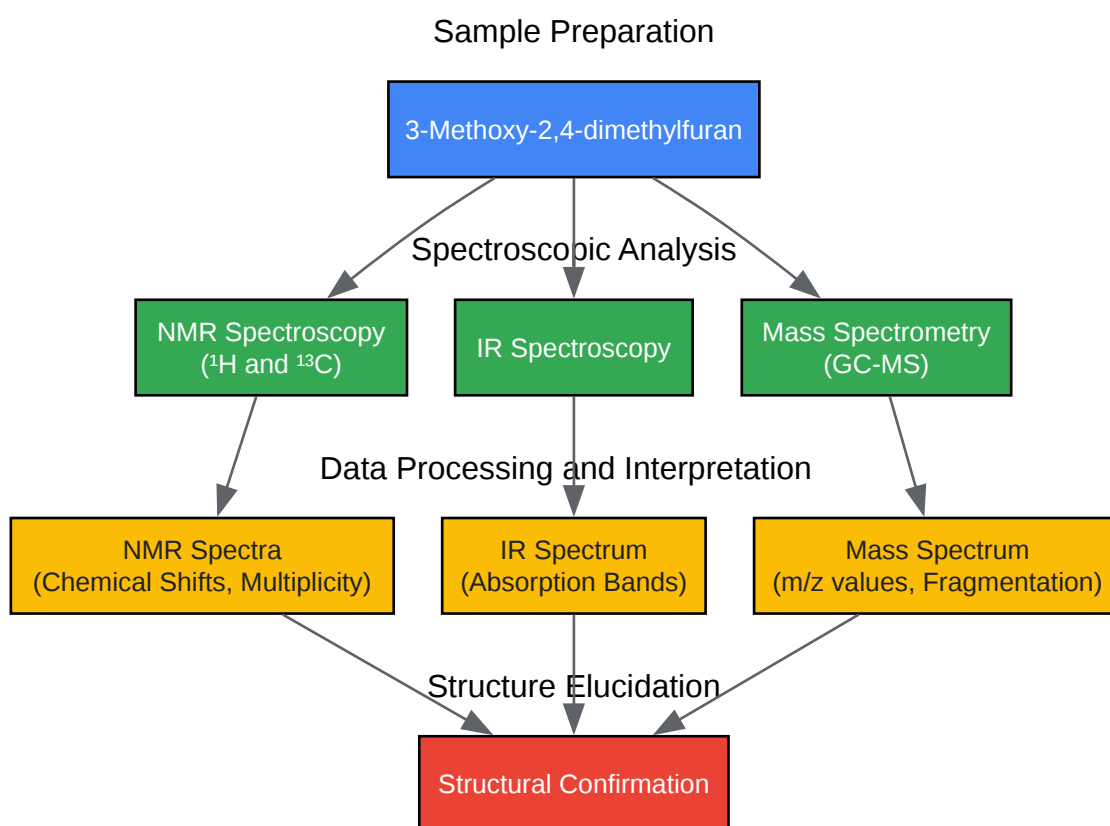 Sample Preparation
3-Methoxy-2,4-dimethylfuran
Spectroscopic Analysis
NMR Spectroscopy
(¹H and ¹³C)
IR Spectroscopy
Mass Spectrometry
(GC-MS)
Data Processing and Interpretation
NMR Spectra
(Chemical Shifts, Multiplicity)
IR Spectrum
(Absorption Bands)
Mass Spectrum
(m/z values, Fragmentation)
Structure Elucidation
Structural Confirmation